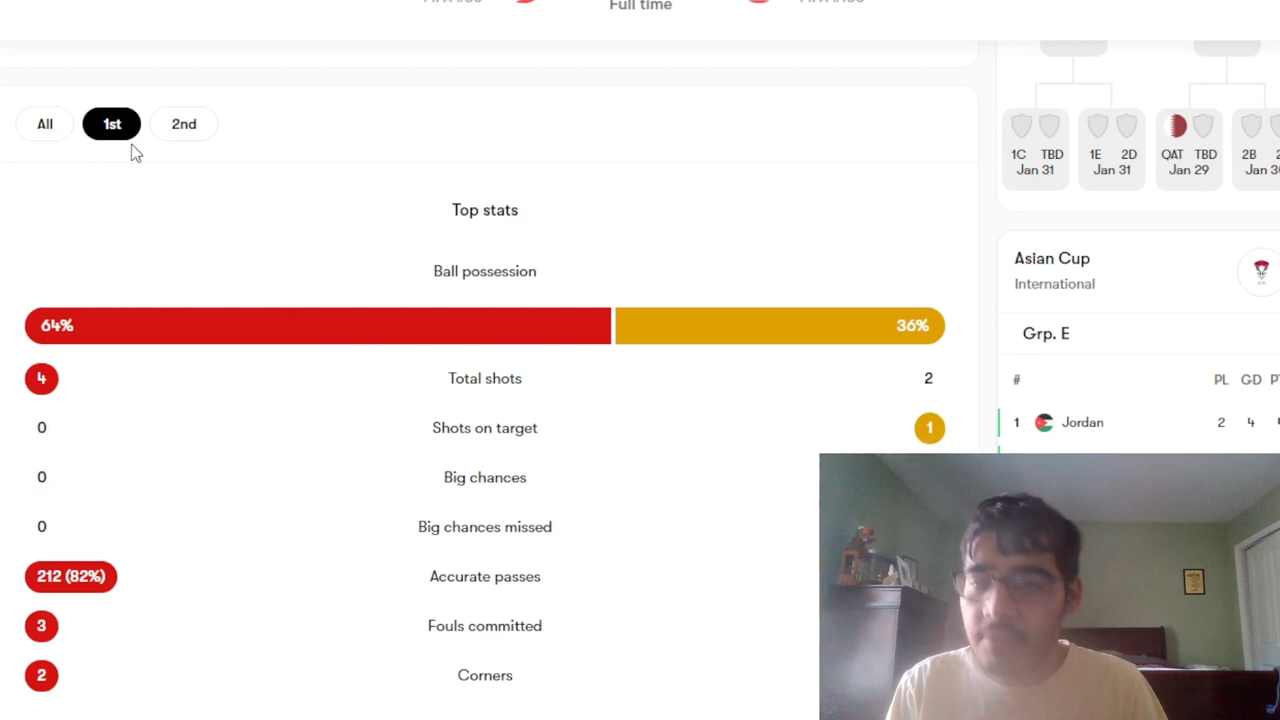 Full time
All 1st 2nd
Top stats
Ball possession
64% 36%
4 Total shots 2
0 Shots on target 1
0 Big chances
0 Big chances missed
212 (82%) Accurate passes
3 Fouls committed
2 Corners
1C TBD 1E 2D QAT TBD 2B
Jan 31 Jan 31 Jan 29
Asian Cup
International
Grp. E
# PL GD
1 Jordan 2 4